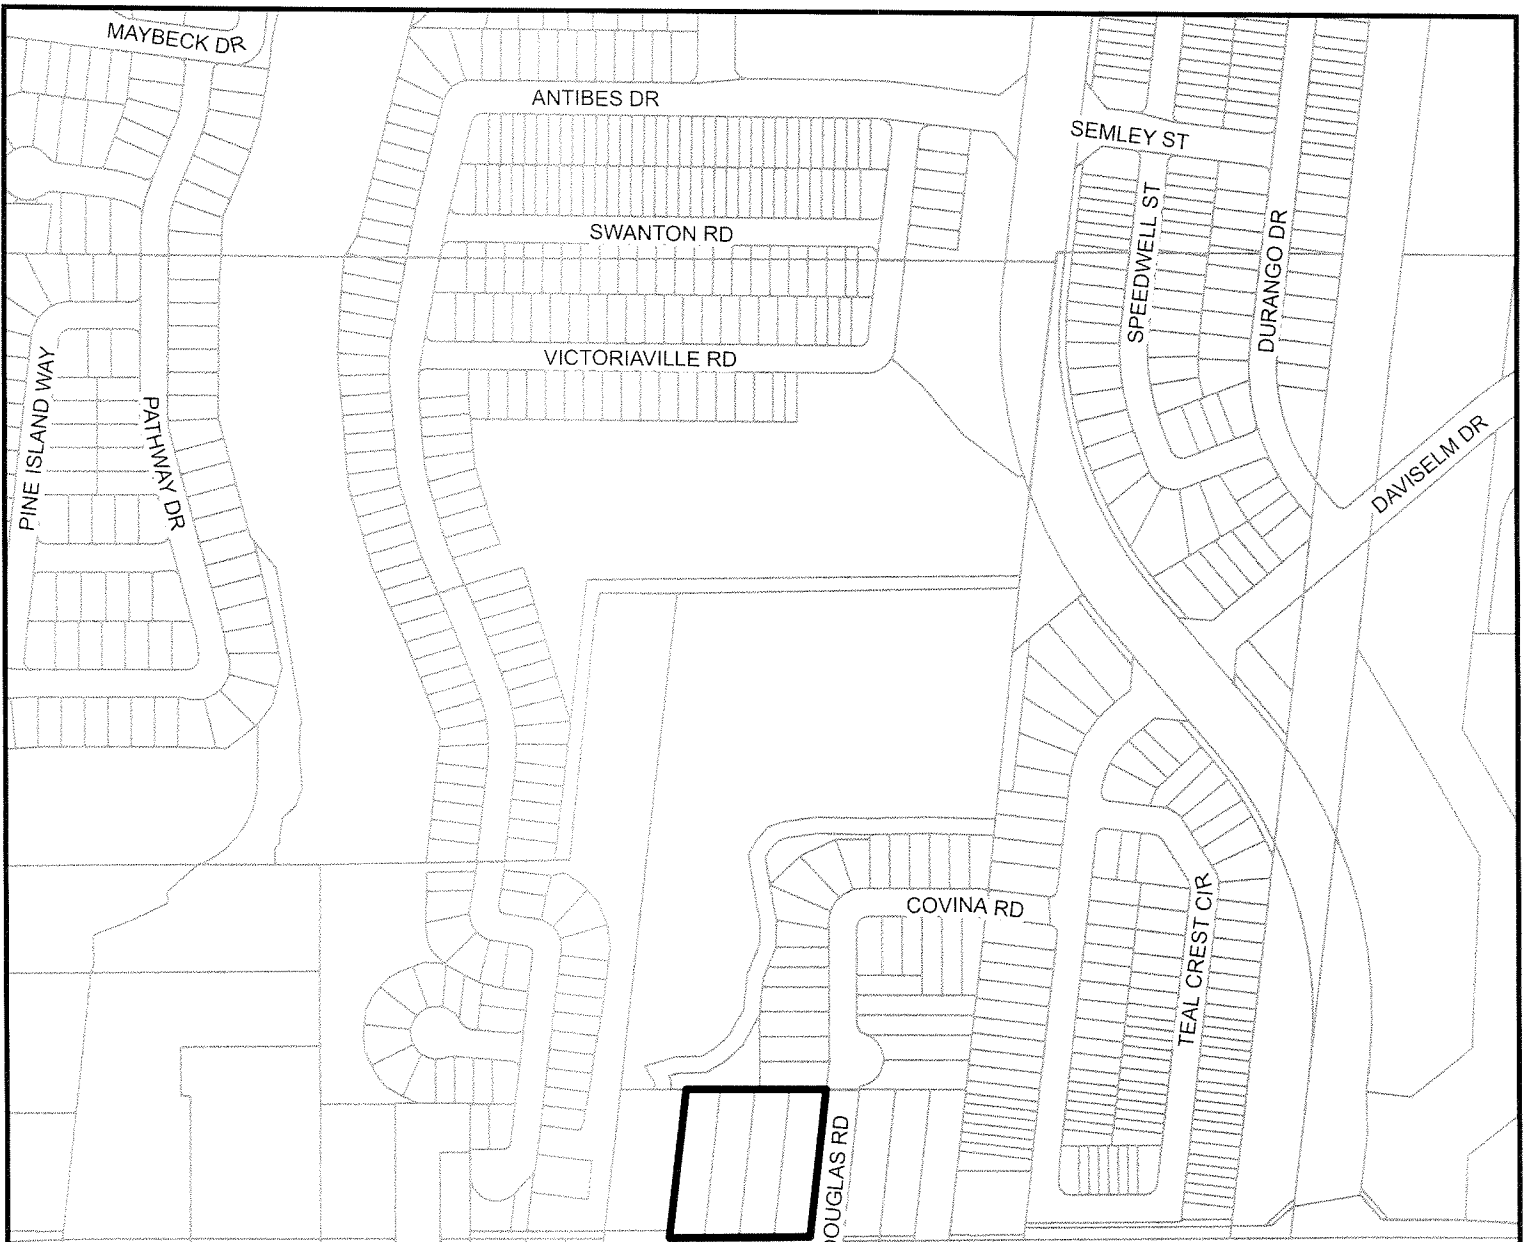 MAYBECK DR
ANTIBES DR
SEMLEY ST
SWANTON RD
SPEEDWELL ST
DURANGO DR
VICTORIAVILLE RD
PINE ISLAND WAY
PATHWAY DR
DAVISELM DR
COVINA RD
TEAL CREST CIR
DOUGLAS RD